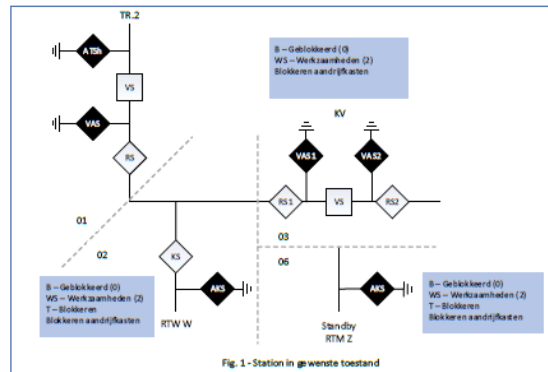 TR.2
ATSh
VS
VAS
RS
B – Geblokkeerd (0)
WS – Werkzaamheden (2)
Blokkeren aandrijfkasten
KV
VAS1
VAS2
RS1
VS
RS2
01
02
03
06
KS
AKS
RTW W
B – Geblokkeerd (0)
WS – Werkzaamheden (2)
T – Blokkeren
Blokkeren aandrijfkasten
AKS
Standby
RTM Z
B – Geblokkeerd (0)
WS – Werkzaamheden (2)
T – Blokkeren
Blokkeren aandrijfkasten
Fig. 1 - Station in gewenste toestand